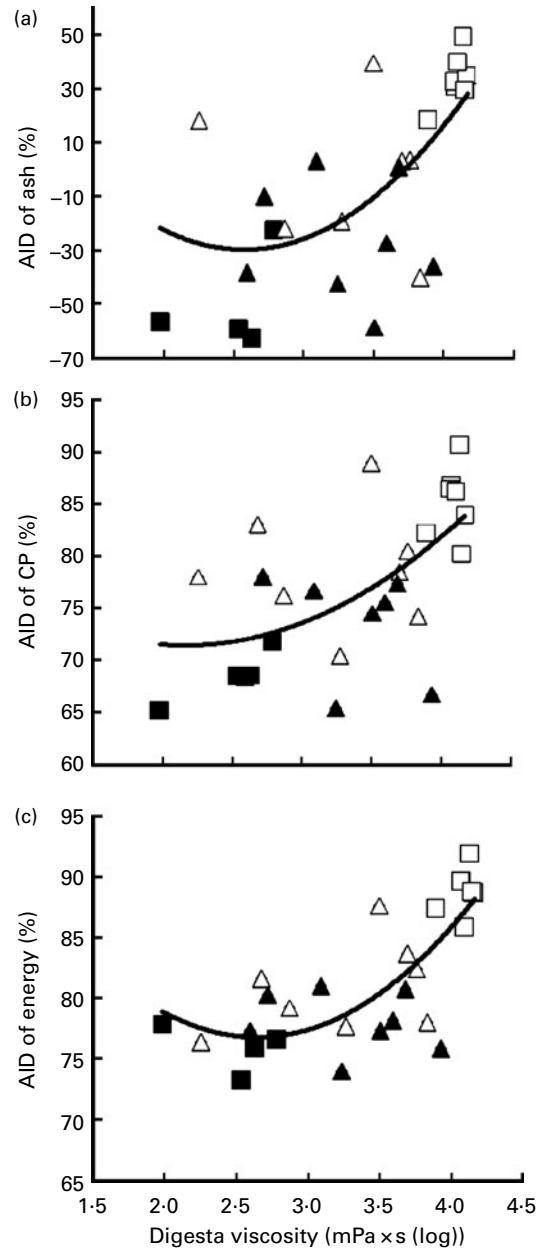 (a)
AID of ash (%)
50
30
10
–10
–30
–50
–70
(b)
AID of CP (%)
95
90
85
80
75
70
65
60
(c)
AID of energy (%)
95
90
85
80
75
70
65
1·5 2·0 2·5 3·0 3·5 4·0 4·5
Digesta viscosity (mPa × s (log))